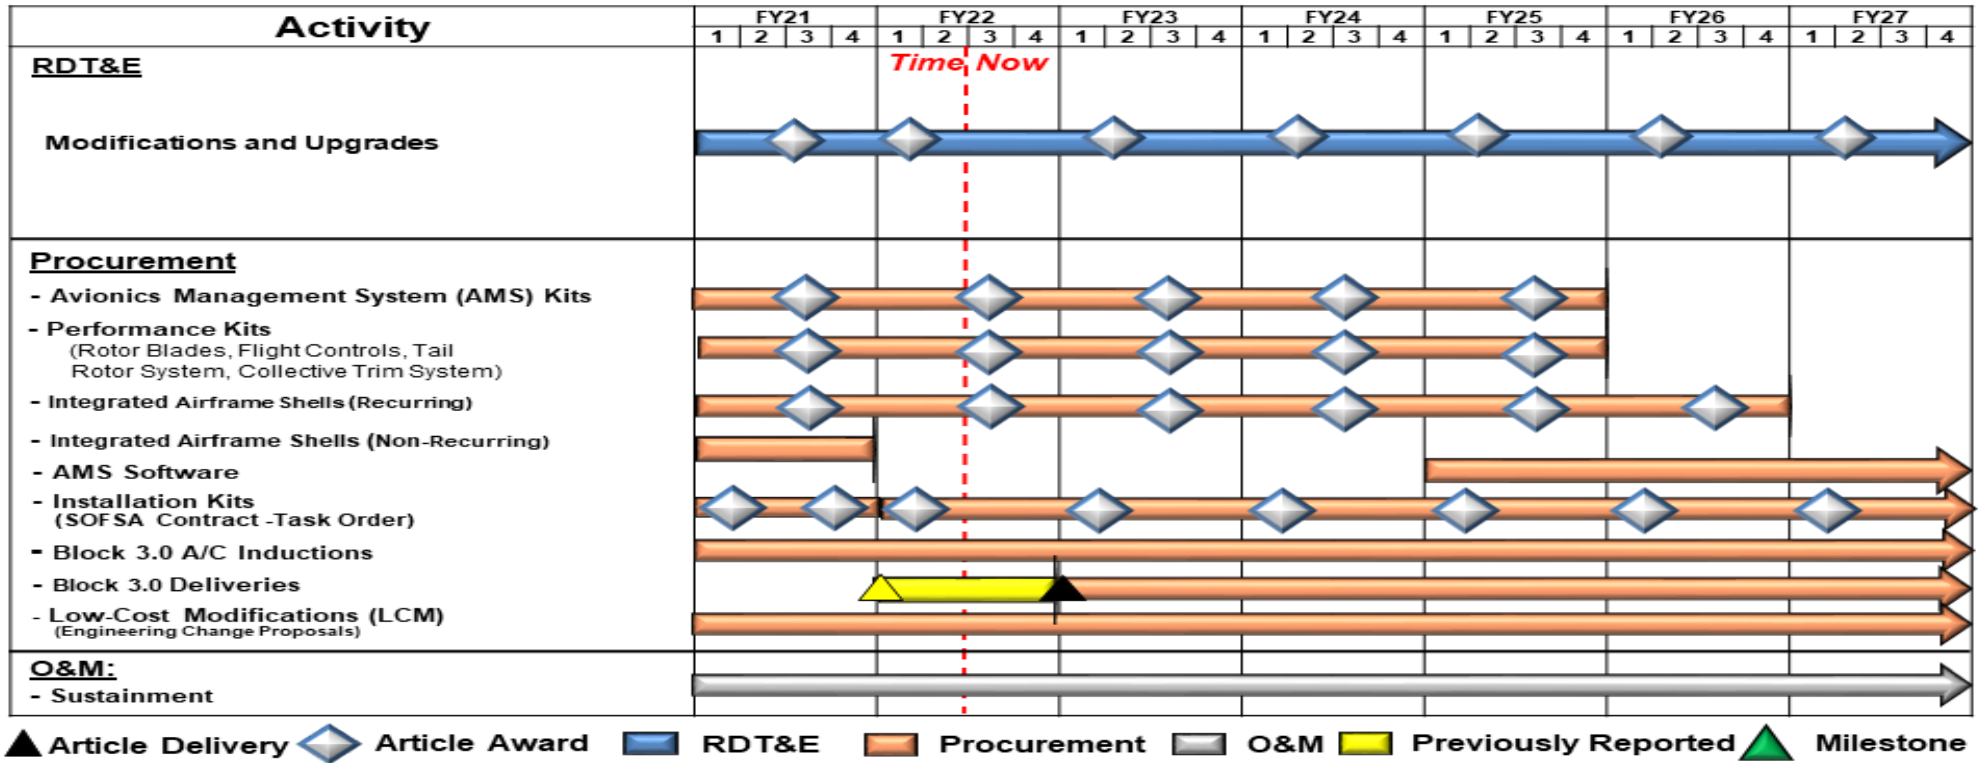 Activity
FY21 FY22 FY23 FY24 FY25 FY26 FY27
1 2 3 4 1 2 3 4 1 2 3 4 1 2 3 4 1 2 3 4 1 2 3 4 1 2 3 4
RDT&E
Time Now
Modifications and Upgrades
Procurement
- Avionics Management System (AMS) Kits
- Performance Kits
(Rotor Blades, Flight Controls, Tail
Rotor System, Collective Trim System)
- Integrated Airframe Shells (Recurring)
- Integrated Airframe Shells (Non-Recurring)
- AMS Software
- Installation Kits
(SOFSA Contract -Task Order)
- Block 3.0 A/C Inductions
- Block 3.0 Deliveries
- Low-Cost Modifications (LCM)
(Engineering Change Proposals)
O&M:
- Sustainment
Article Delivery Article Award RDT&E Procurement O&M Previously Reported Milestone